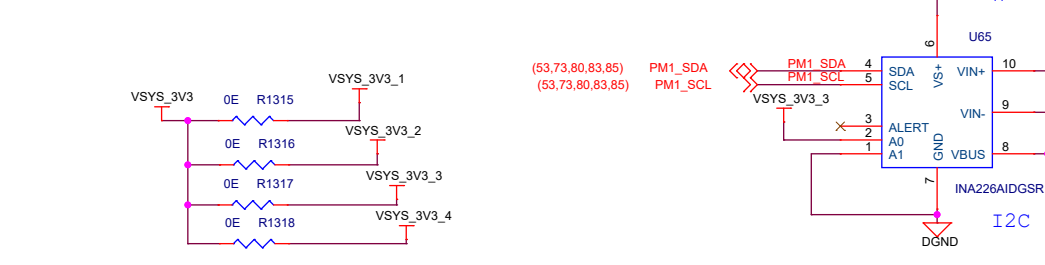 VSYS_3V3
0E R1315
VSYS_3V3_1
0E R1316
VSYS_3V3_2
0E R1317
VSYS_3V3_3
0E R1318
VSYS_3V3_4
U65
6
(53,73,80,83,85) PM1_SDA
PM1_SDA 4 SDA
(53,73,80,83,85) PM1_SCL
PM1_SCL 5 SCL
VS+
VIN+ 10
VSYS_3V3_3
VIN- 9
3 ALERT
2 A0
1 A1
GND
VBUS 8
7
INA226AIDGSR
I2C
DGND